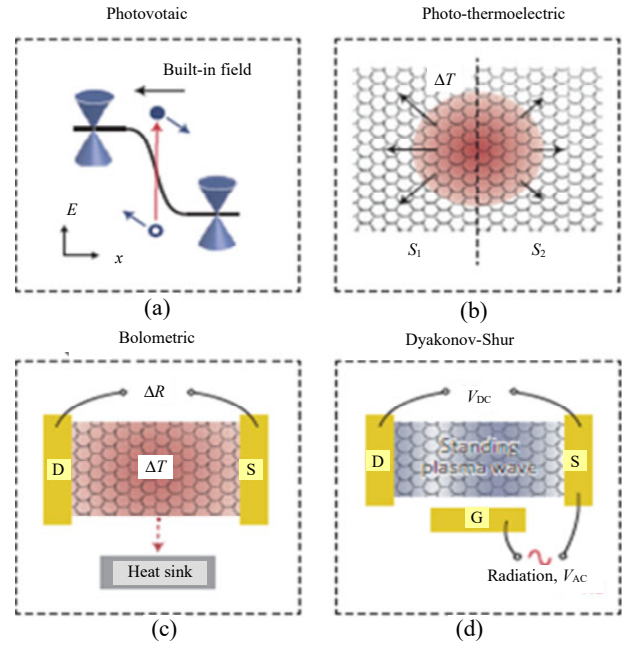 Photovotaic
Photo-thermoelectric
Built-in field
E
x
(a)
ΔT
S1
S2
(b)
Bolometric
Dyakonov-Shur
ΔR
D
ΔT
S
Heat sink
(c)
VDC
D
Standing
plasma wave
S
G
Radiation, VAC
(d)